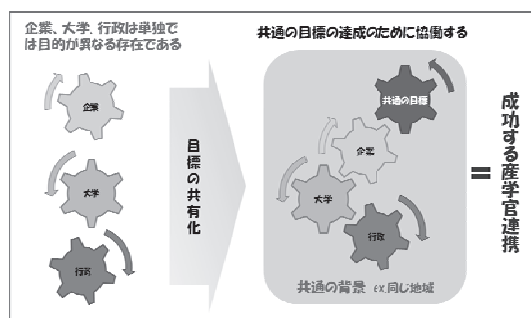 企業、大学、行政は単独で
は目的が異なる存在である
企業
大学
行政
目標の共有化
共通の目標の達成のために協働する
共通の目標
企業
大学
行政
共通の背景 ex.同じ地域
=
成功する産学官連携